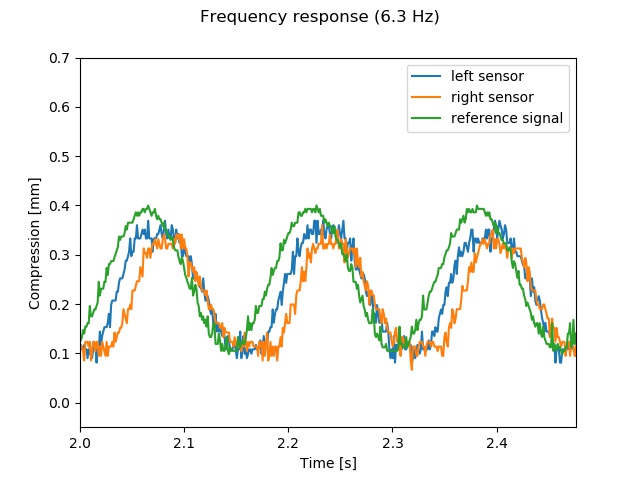 Frequency response (6.3 Hz)
left sensor
right sensor
reference signal
Compression [mm]
0.7
0.6
0.5
0.4
0.3
0.2
0.1
0.0
2.0 2.1 2.2 2.3 2.4
Time [s]